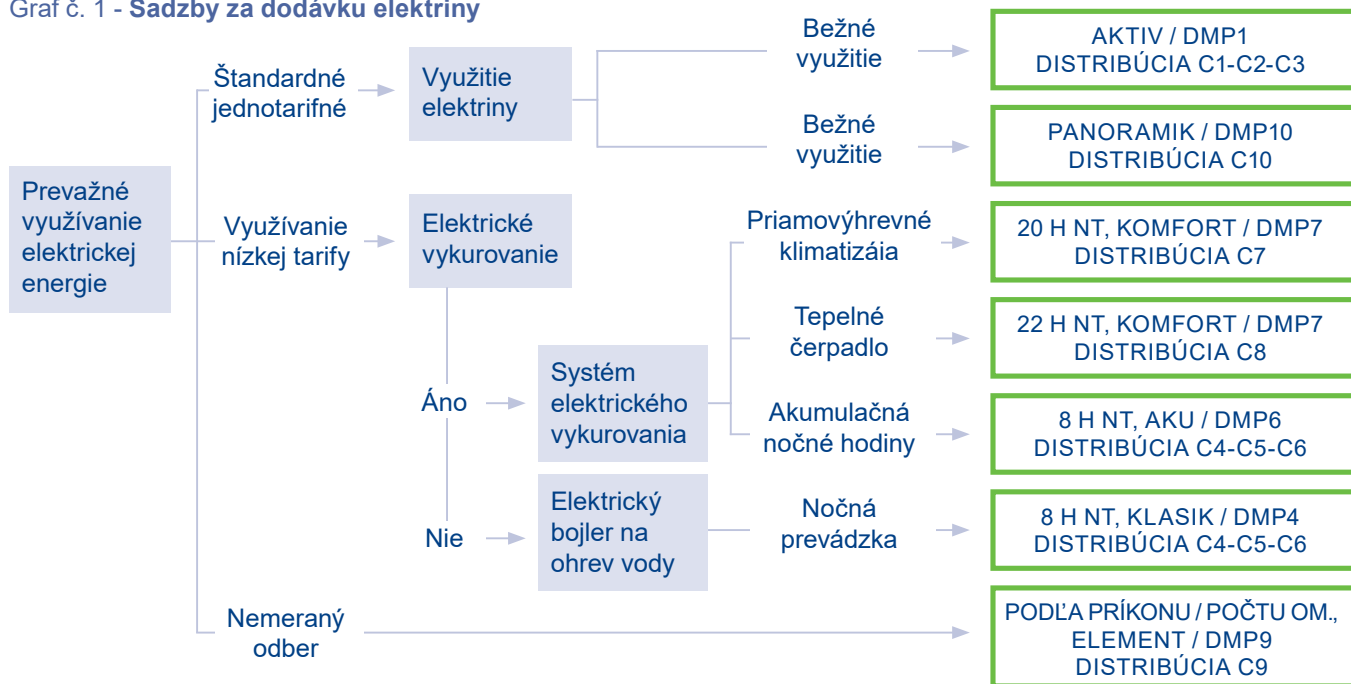 Graf č. 1 - Sadzby za dodávku elektriny
Prevažné
využívanie
elektrickej
energie
Štandardné
jednotarifné
Využitie
elektriny
Bežné
využitie
AKTIV / DMP1
DISTRIBÚCIA C1-C2-C3
Bežné
využitie
PANORAMIK / DMP10
DISTRIBÚCIA C10
Využívanie
nízkej tarify
Elektrické
vykurovanie
Áno
Systém
elektrického
vykurovania
Priamovýhrevné
klimatizáia
20 H NT, KOMFORT / DMP7
DISTRIBÚCIA C7
Tepelné
čerpadlo
22 H NT, KOMFORT / DMP7
DISTRIBÚCIA C8
Akumulačná
nočné hodiny
8 H NT, AKU / DMP6
DISTRIBÚCIA C4-C5-C6
Nie
Elektrický
bojler na
ohrev vody
Nočná
prevádzka
8 H NT, KLASIK / DMP4
DISTRIBÚCIA C4-C5-C6
Nemeraný
odber
PODĽA PRÍKONU / POČTU OM.,
ELEMENT / DMP9
DISTRIBÚCIA C9